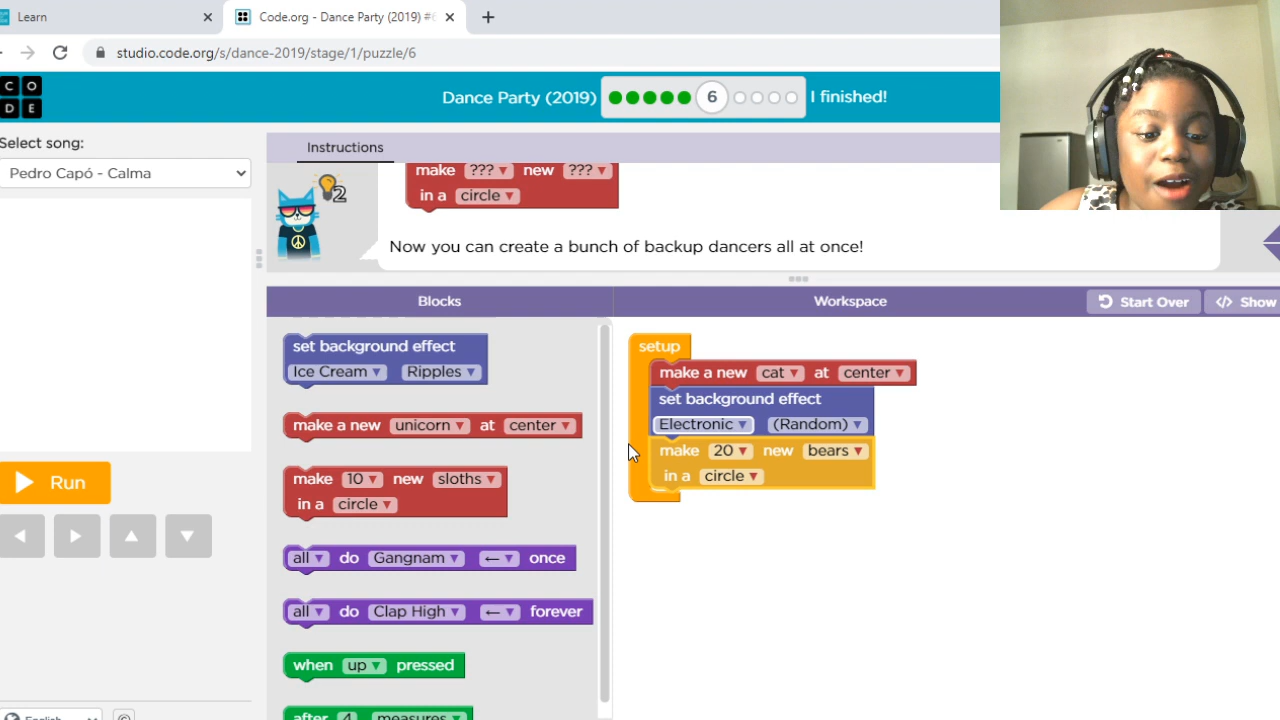 Learn
Code.org - Dance Party (2019) #6
studio.code.org/s/dance-2019/stage/1/puzzle/6
C O
D E
Dance Party (2019) 6 I finished!
Select song:
Pedro Capó - Calma
Instructions
make ??? new ???
in a circle
2
Now you can create a bunch of backup dancers all at once!
Blocks
Workspace
Start Over
Show
set background effect
Ice Cream Ripples
make a new unicorn at center
make 10 new sloths
in a circle
all do Gangnam ← once
all do Clap High ← forever
when up pressed
after 4 measures
setup
make a new cat at center
set background effect
Electronic (Random)
make 20 new bears
in a circle
Run
English